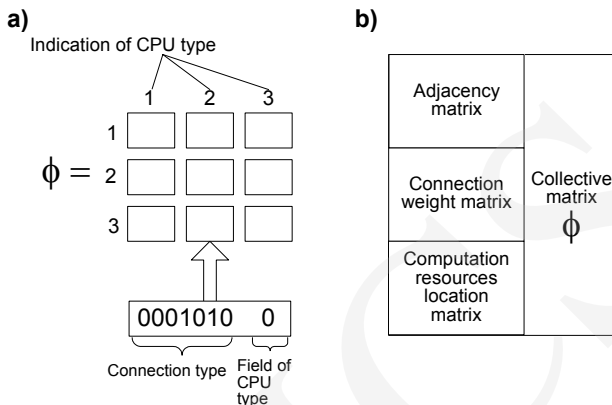 a)
Indication of CPU type
1 2 3
1
ϕ = 2
3
0001010 0
Connection type
Field of
CPU
type
b)
Adjacency
matrix
Connection
weight matrix
Computation
resources
location
matrix
Collective
matrix
ϕ